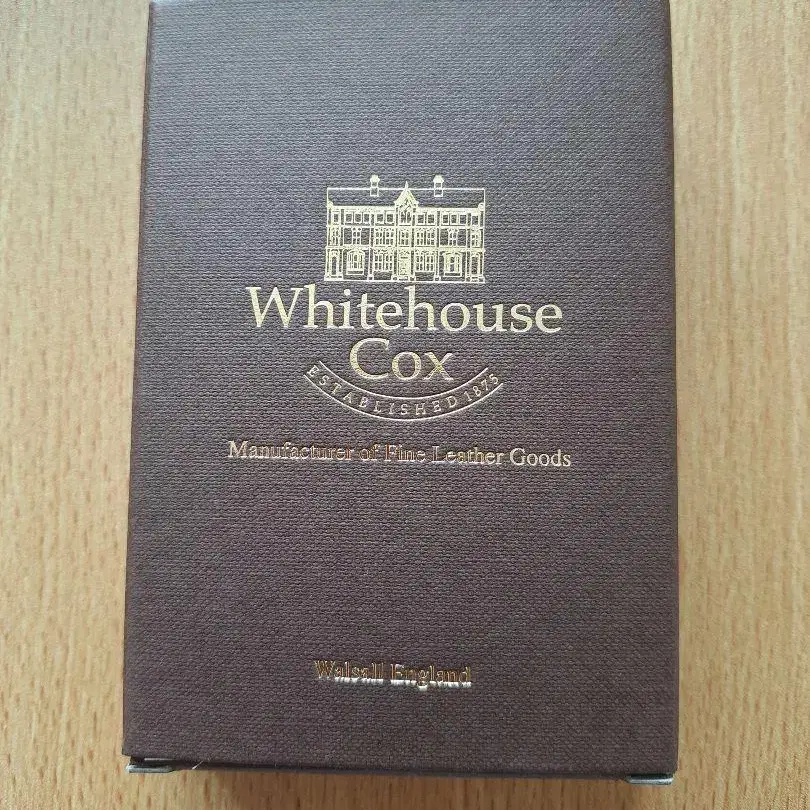 Whitehouse
Cox
ESTABLISHED 1875
Manufacturer of Fine Leather Goods
Walsall England